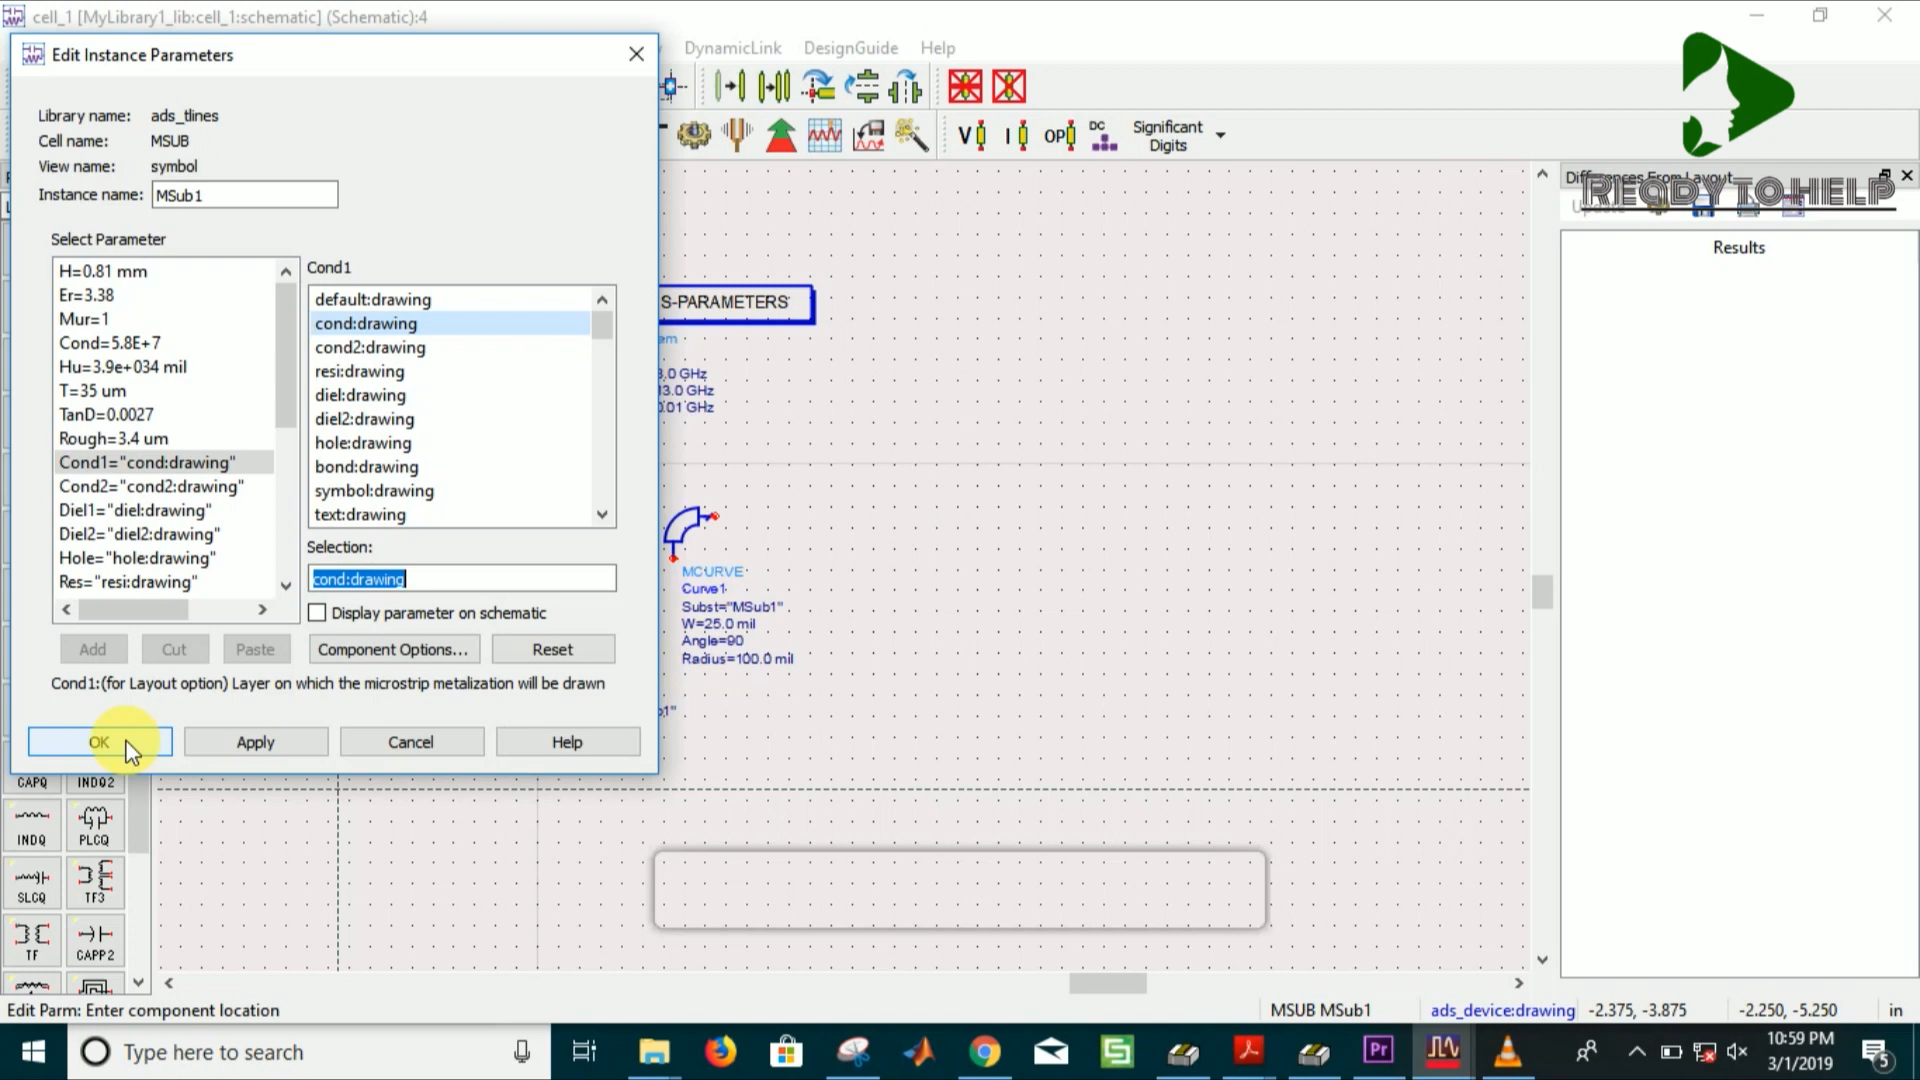 cell_1 [MyLibrary1_lib:cell_1:schematic] (Schematic):4
Edit Instance Parameters
DynamicLink DesignGuide Help
Library name: ads_tlines
Cell name: MSUB
View name: symbol
Instance name: MSub1
Select Parameter
H=0.81 mm
Er=3.38
Mur=1
Cond=5.8E+7
Hu=3.9e+034 mil
T=35 um
TanD=0.0027
Rough=3.4 um
Cond1="cond:drawing"
Cond2="cond2:drawing"
Diel1="diel:drawing"
Diel2="diel2:drawing"
Hole="hole:drawing"
Res="resi:drawing"
Cond1
default:drawing
cond:drawing
cond2:drawing
resi:drawing
diel:drawing
diel2:drawing
hole:drawing
bond:drawing
symbol:drawing
text:drawing
Selection:
cond:drawing
Display parameter on schematic
Add Cut Paste Component Options... Reset
Cond1:(for Layout option) Layer on which the microstrip metalization will be drawn
OK Apply Cancel Help
V I OP DC
Significant
Digits
Differences From Layout
READY TO HELP
Results
S-PARAMETERS
3.0 GHz
13.0 GHz
0.01 GHz
MCURVE
Curve1
Subst="MSub1"
W=25.0 mil
Angle=90
Radius=100.0 mil
CAPQ INDQ2
INDQ PLCQ
SLCQ TF3
TF CAPP2
Edit Parm: Enter component location
MSUB MSub1 ads_device:drawing -2.375, -3.875 -2.250, -5.250 in
Type here to search
Pr
10:59 PM
3/1/2019
5